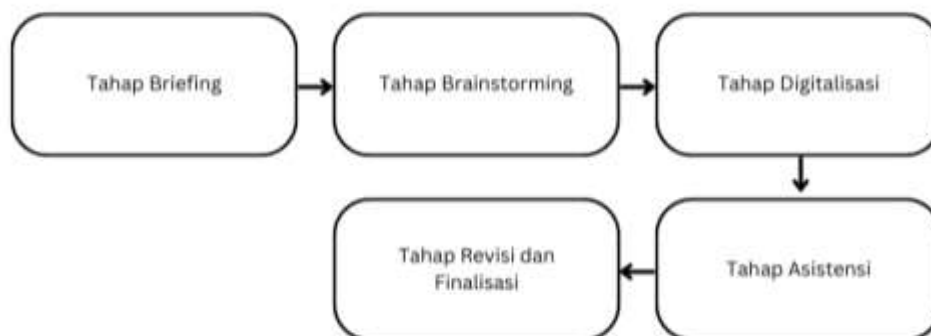 Tahap Briefing
Tahap Brainstorming
Tahap Digitalisasi
Tahap Asistensi
Tahap Revisi dan
Finalisasi